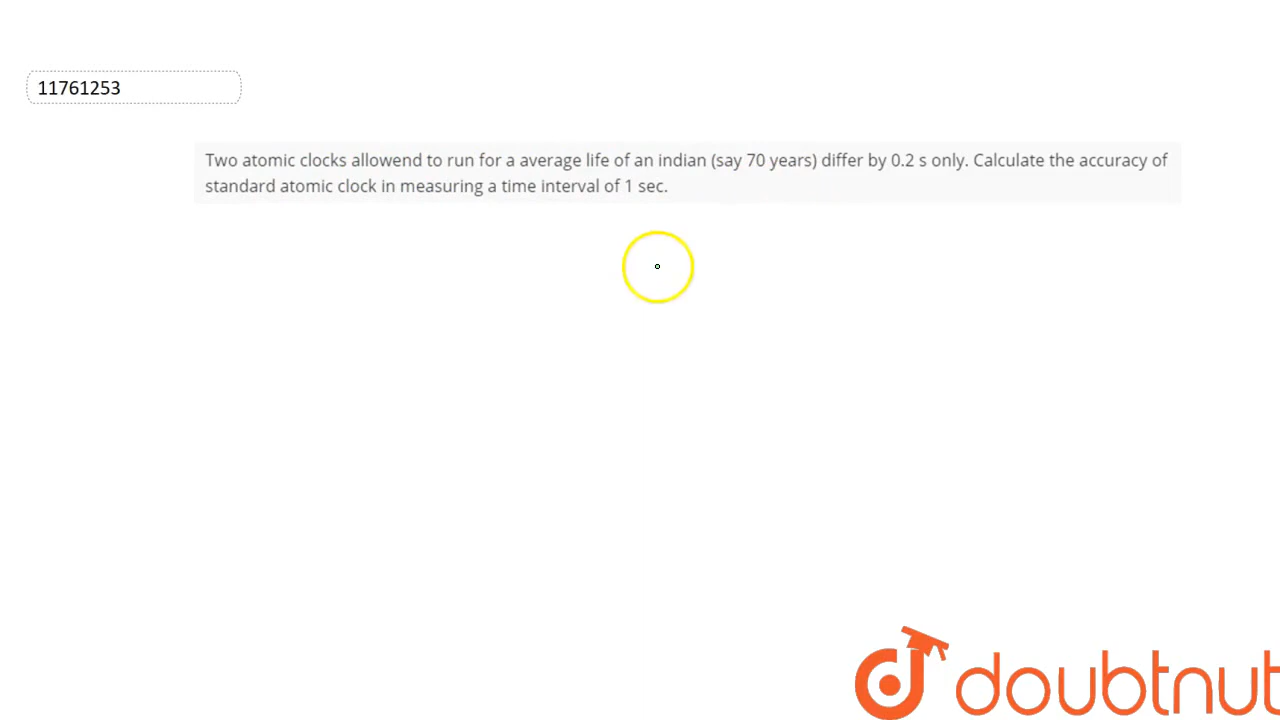 11761253
Two atomic clocks allowend to run for a average life of an indian (say 70 years) differ by 0.2 s only. Calculate the accuracy of
standard atomic clock in measuring a time interval of 1 sec.
doubtnut